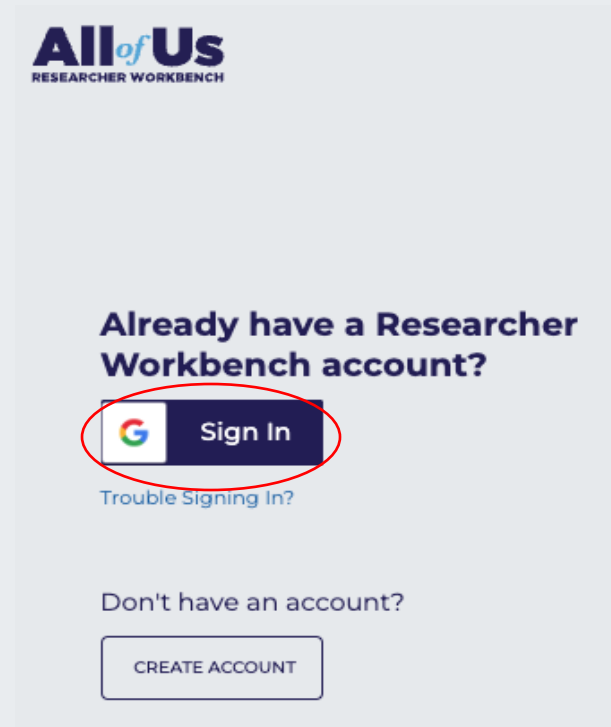 All of Us
RESEARCHER WORKBENCH
Already have a Researcher
Workbench account?
G Sign In
Trouble Signing In?
Don't have an account?
CREATE ACCOUNT